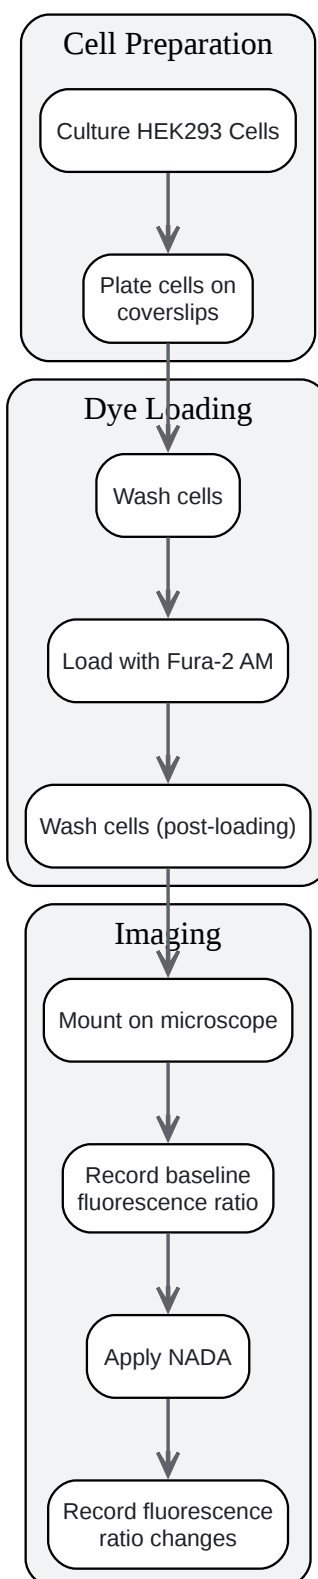 Cell Preparation
Culture HEK293 Cells
Plate cells on
coverslips
Dye Loading
Wash cells
Load with Fura-2 AM
Wash cells (post-loading)
Imaging
Mount on microscope
Record baseline
fluorescence ratio
Apply NADA
Record fluorescence
ratio changes